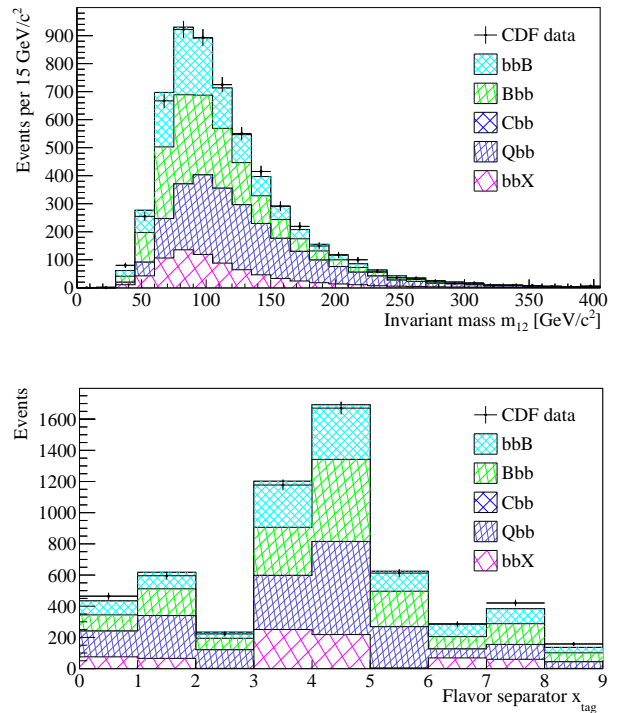 Events per 15 GeV/c²
900
800
700
600
500
400
300
200
100
0
0 50 100 150 200 250 300 350 400
Invariant mass m₁₂ [GeV/c²]
CDF data
bbB
Bbb
Cbb
Qbb
bbX
Events
1600
1400
1200
1000
800
600
400
200
0
0 1 2 3 4 5 6 7 8 9
Flavor separator x_tag
CDF data
bbB
Bbb
Cbb
Qbb
bbX